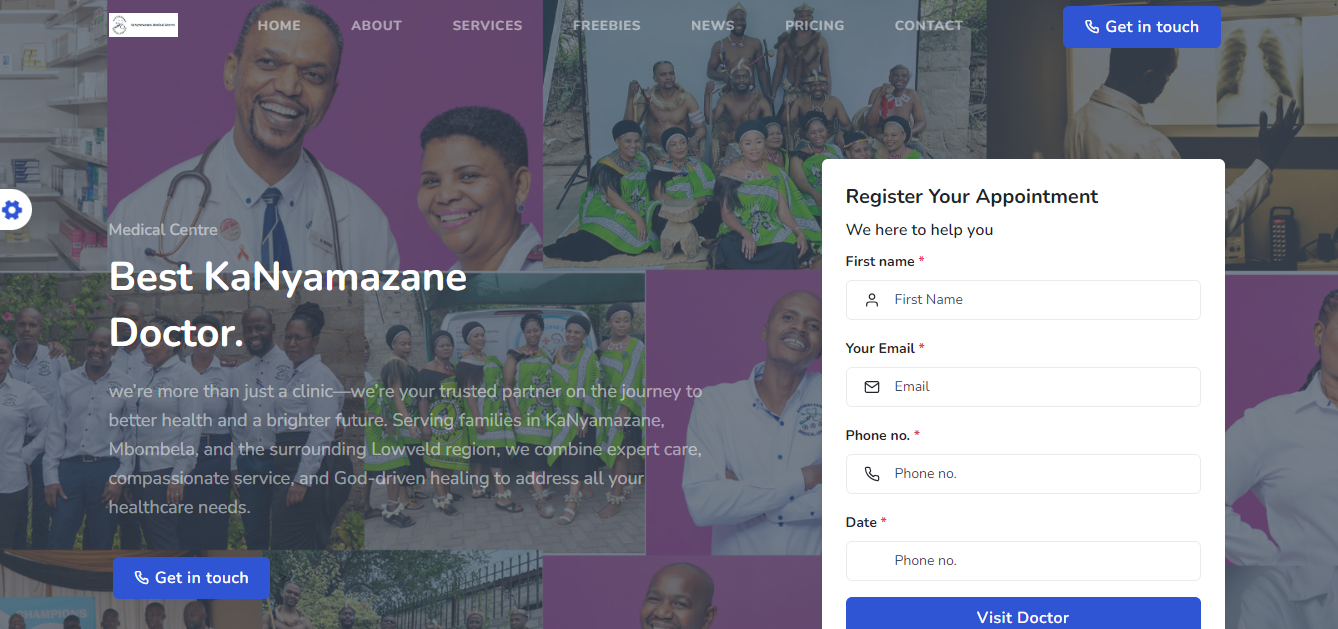 HOME ABOUT SERVICES FREEBIES NEWS PRICING CONTACT
Get in touch
Medical Centre
Best KaNyamazane
Doctor.
we're more than just a clinic—we're your trusted partner on the journey to
better health and a brighter future. Serving families in KaNyamazane,
Mbombela, and the surrounding Lowveld region, we combine expert care,
compassionate service, and God-driven healing to address all your
healthcare needs.
Get in touch
Register Your Appointment
We here to help you
First name *
First Name
Your Email *
Email
Phone no. *
Phone no.
Date *
Phone no.
Visit Doctor
CHAMPIONS